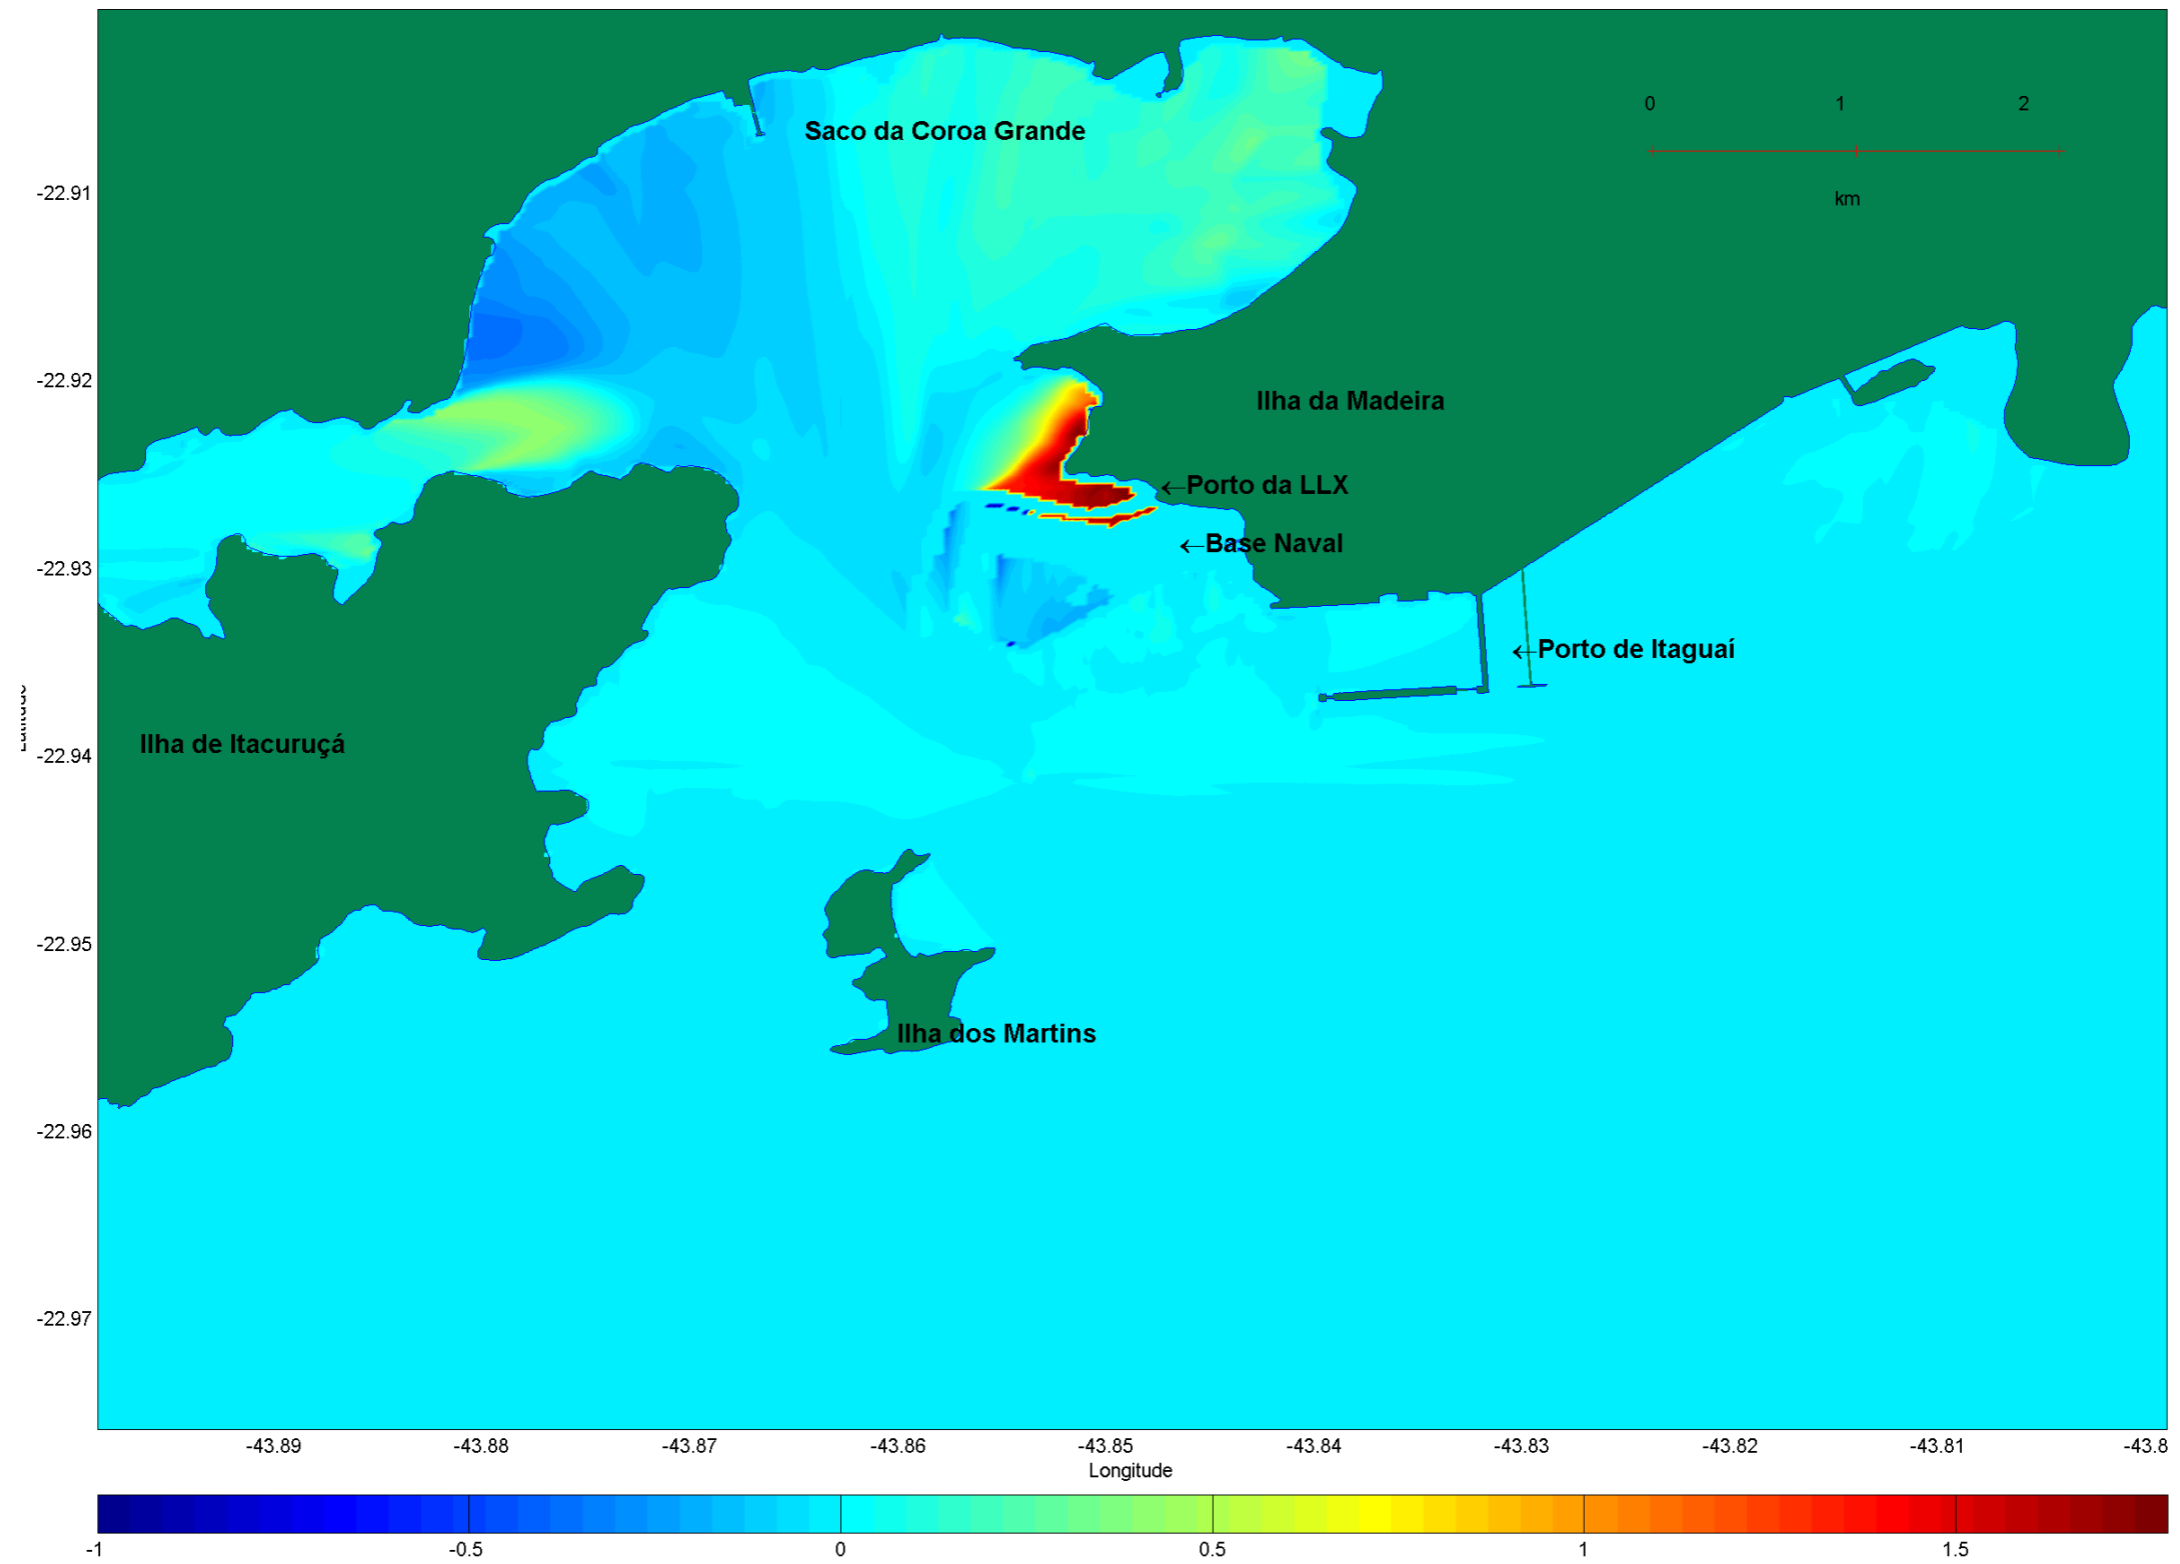 Saco da Coroa Grande
0 1 2
km
-22.91
-22.92
Ilha da Madeira
←Porto da LLX
←Base Naval
-22.93
←Porto de Itaguaí
Ilha de Itacuruçá
-22.94
-22.95
Ilha dos Martins
-22.96
-22.97
-43.89 -43.88 -43.87 -43.86 -43.85 -43.84 -43.83 -43.82 -43.81 -43.8
Longitude
-1 -0.5 0 0.5 1 1.5